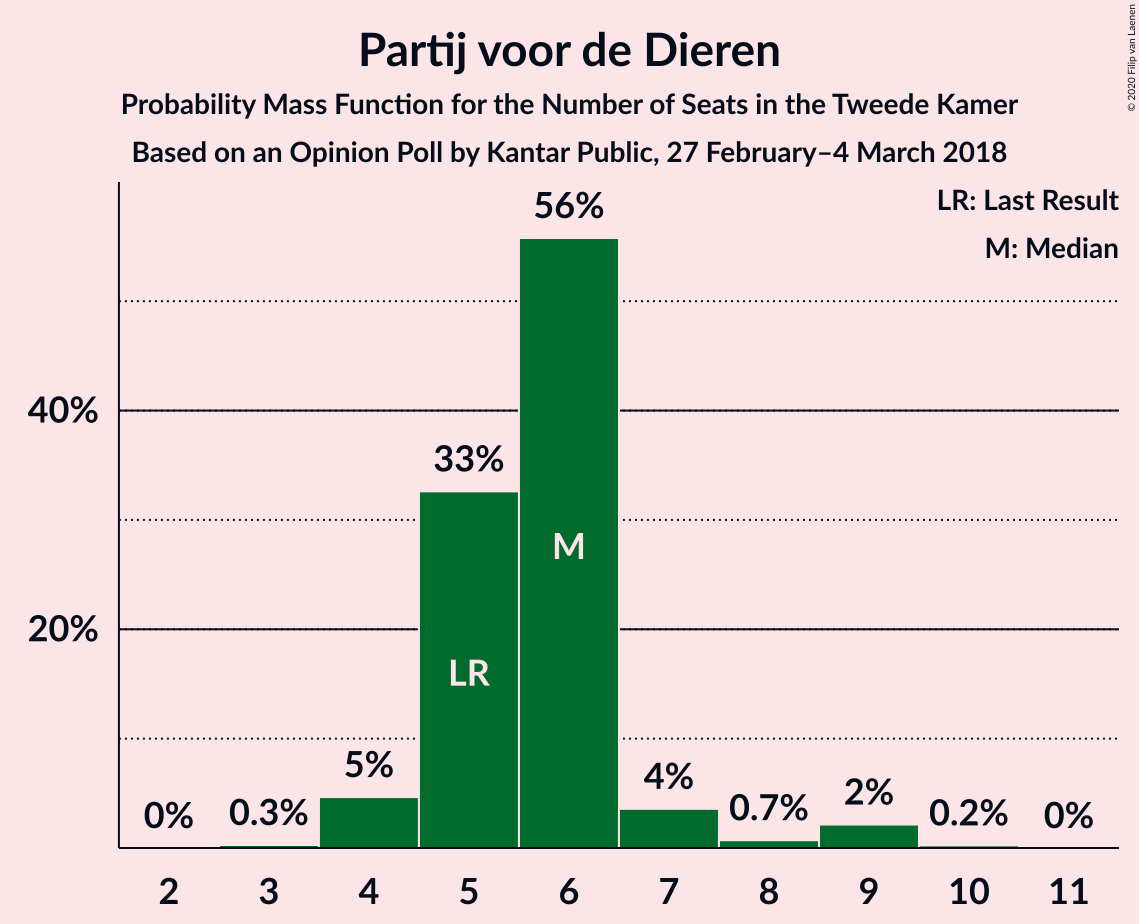 Partij voor de Dieren
Probability Mass Function for the Number of Seats in the Tweede Kamer
Based on an Opinion Poll by Kantar Public, 27 February–4 March 2018
© 2020 Filip van Laenen
LR: Last Result
M: Median
56%
40%
33%
M
20%
LR
5%
4%
2%
0%
0.3%
0.7%
0.2%
0%
2 3 4 5 6 7 8 9 10 11